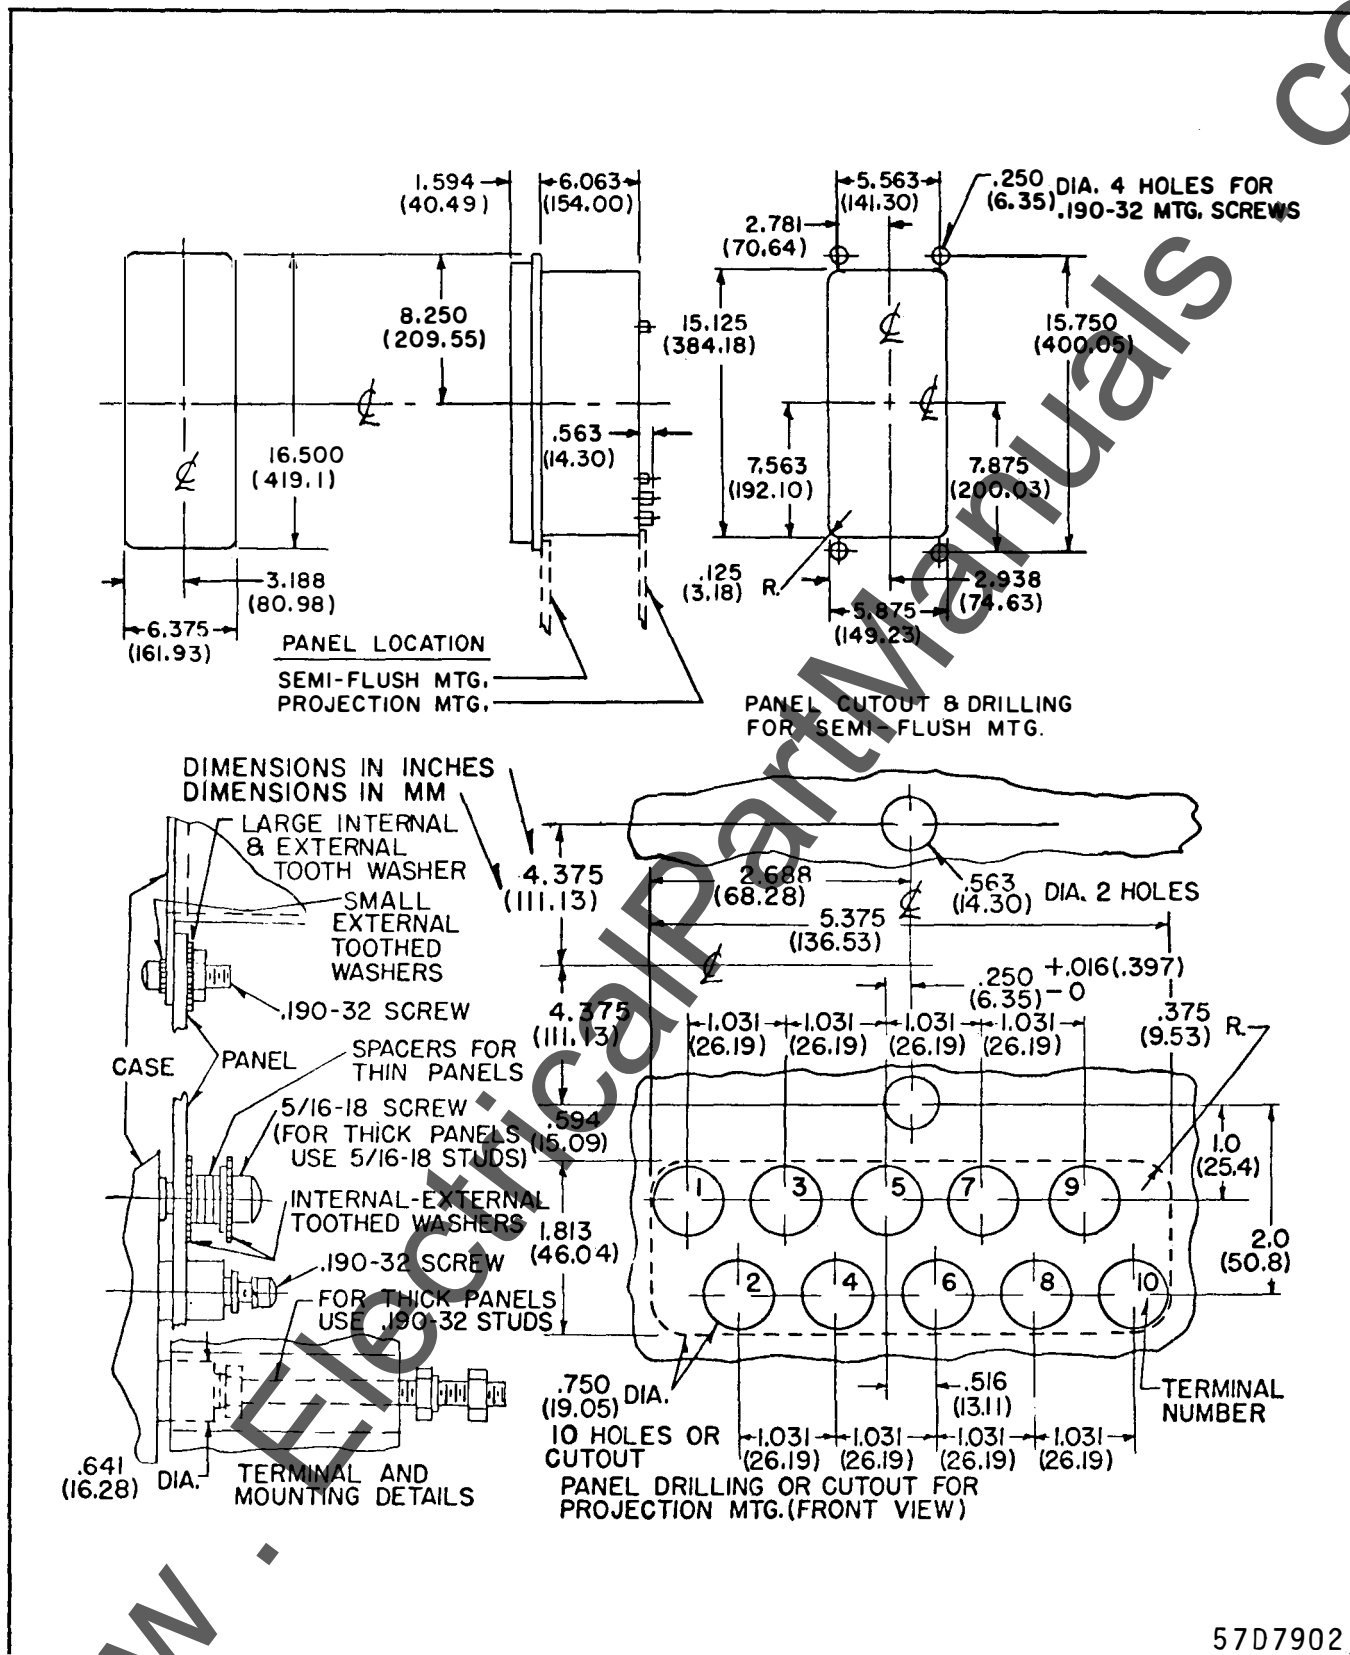 1.594
(40.49)
6.063
(154.00)
8.250
(209.55)
16.500
(419.1)
.563
(14.30)
3.188
(80.98)
6.375
(161.93)
PANEL LOCATION
SEMI-FLUSH MTG.
PROJECTION MTG.
5.563
(141.30)
.250
(6.35)
DIA. 4 HOLES FOR
.190-32 MTG. SCREWS
2.781
(70.64)
15.125
(384.18)
15.750
(400.05)
7.563
(192.10)
7.875
(200.03)
.125
(3.18) R.
2.938
(74.63)
5.875
(149.23)
PANEL CUTOUT & DRILLING
FOR SEMI-FLUSH MTG.
DIMENSIONS IN INCHES
DIMENSIONS IN MM
LARGE INTERNAL
& EXTERNAL
TOOTH WASHER
SMALL
EXTERNAL
TOOTHED
WASHERS
.190-32 SCREW
CASE
PANEL
SPACERS FOR
THIN PANELS
5/16-18 SCREW
(FOR THICK PANELS
USE 5/16-18 STUDS)
INTERNAL-EXTERNAL
TOOTHED WASHERS
.190-32 SCREW
FOR THICK PANELS
USE .190-32 STUDS
.641
(16.28) DIA.
TERMINAL AND
MOUNTING DETAILS
4.375
(111.13)
2.688
(68.28)
.563
(14.30) DIA. 2 HOLES
5.375
(136.53)
.250 +.016(.397)
(6.35) -0
4.375
(111.13)
1.031
(26.19)
1.031
(26.19)
1.031
(26.19)
1.031
(26.19)
.375
(9.53) R.
.594
(15.09)
1.0
(25.4)
1 3 5 7 9
1.813
(46.04)
2.0
(50.8)
2 4 6 8 10
.750
(19.05) DIA.
10 HOLES OR
CUTOUT
.516
(13.11)
TERMINAL
NUMBER
1.031
(26.19)
1.031
(26.19)
1.031
(26.19)
1.031
(26.19)
PANEL DRILLING OR CUTOUT FOR
PROJECTION MTG.(FRONT VIEW)
57D7902
w . ElectricalPartManuals . co